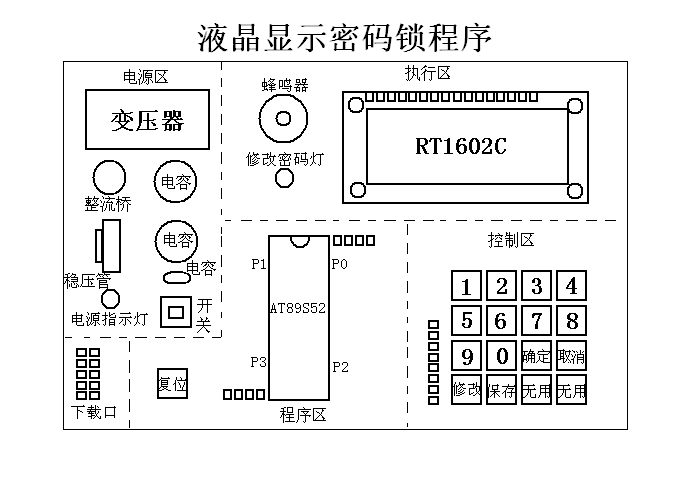 液晶显示密码锁程序
电源区
变压器
整流桥
电容
电容
电容
稳压管
电源指示灯
开
关
执行区
蜂鸣器
修改密码灯
RT1602C
下载口
复位
P1
P0
AT89S52
P3
P2
程序区
控制区
1 2 3 4
5 6 7 8
9 0 确定 取消
修改 保存 无用 无用